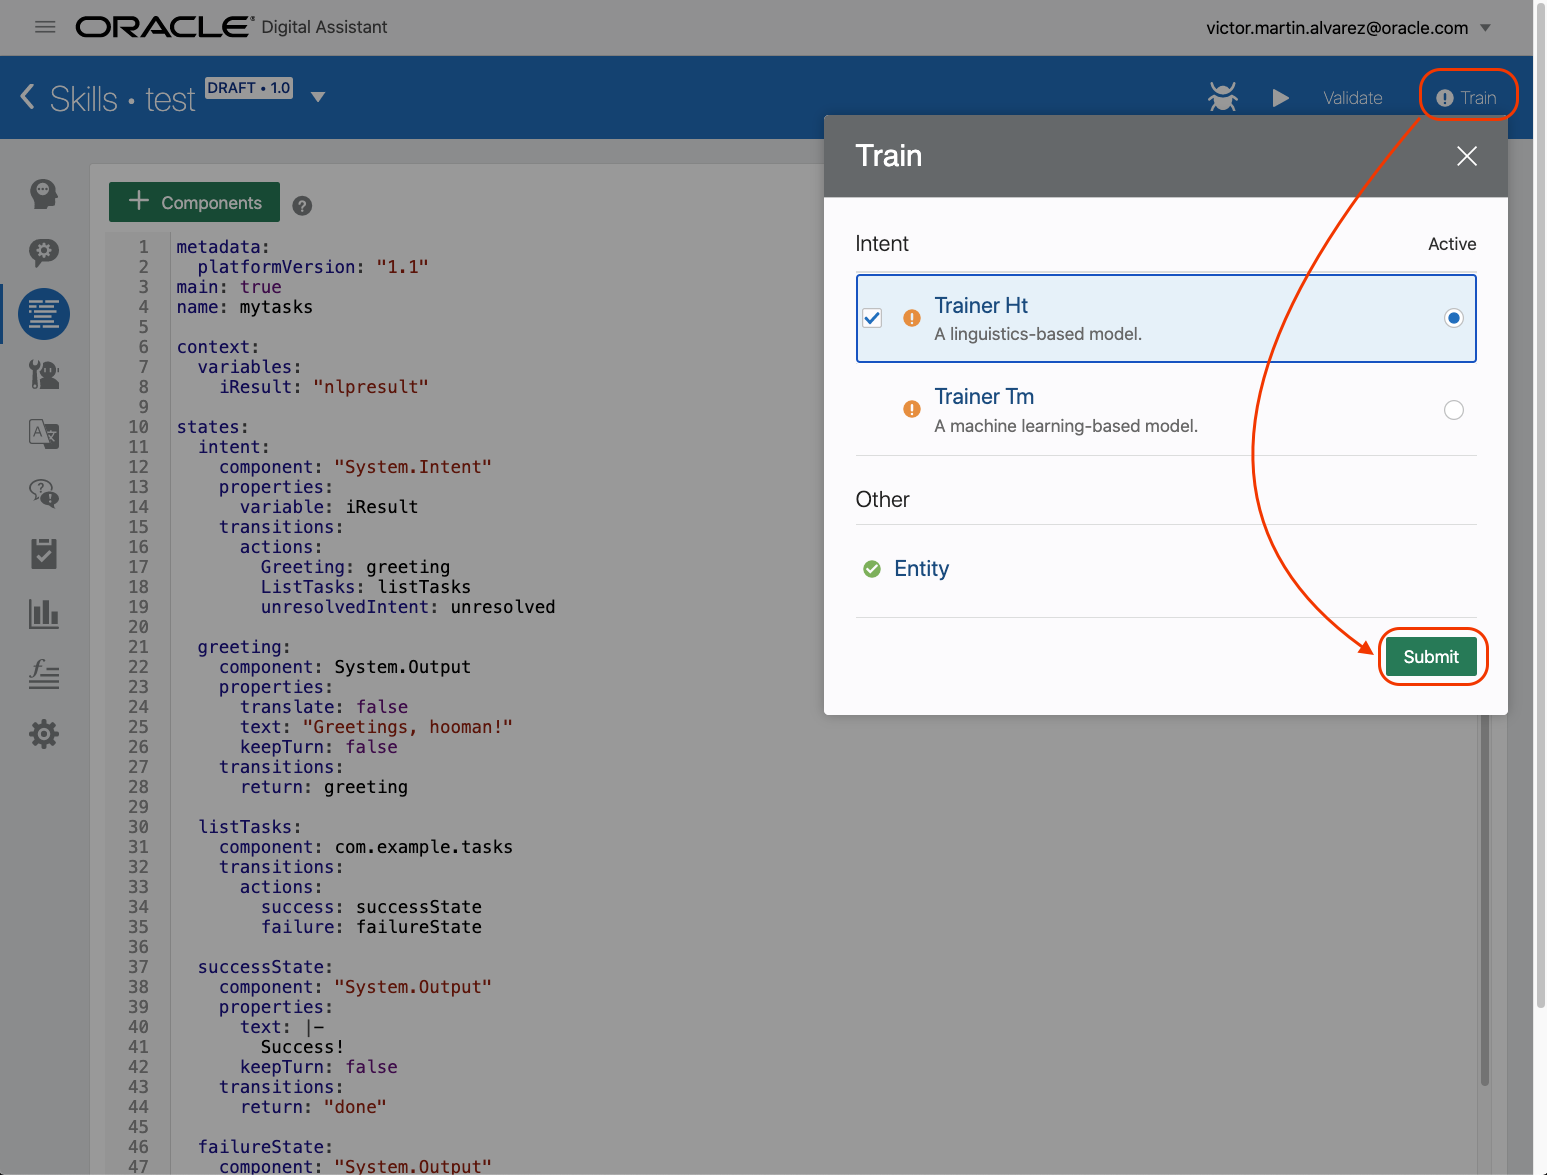 ORACLE® Digital Assistant
victor.martin.alvarez@oracle.com
Skills • test DRAFT • 1.0
Validate
Train
Components
1 metadata:
2   platformVersion: "1.1"
3 main: true
4 name: mytasks
5
6 context:
7   variables:
8     iResult: "nlpresult"
9
10 states:
11   intent:
12     component: "System.Intent"
13     properties:
14       variable: iResult
15     transitions:
16       actions:
17         Greeting: greeting
18         ListTasks: listTasks
19         unresolvedIntent: unresolved
20
21   greeting:
22     component: System.Output
23     properties:
24       translate: false
25       text: "Greetings, hooman!"
26       keepTurn: false
27     transitions:
28       return: greeting
29
30   listTasks:
31     component: com.example.tasks
32     transitions:
33       actions:
34         success: successState
35         failure: failureState
36
37   successState:
38     component: "System.Output"
39     properties:
40       text: |-
41         Success!
42       keepTurn: false
43     transitions:
44       return: "done"
45
46   failureState:
47     component: "System.Output"
Train
Intent
Active
Trainer Ht
A linguistics-based model.
Trainer Tm
A machine learning-based model.
Other
Entity
Submit